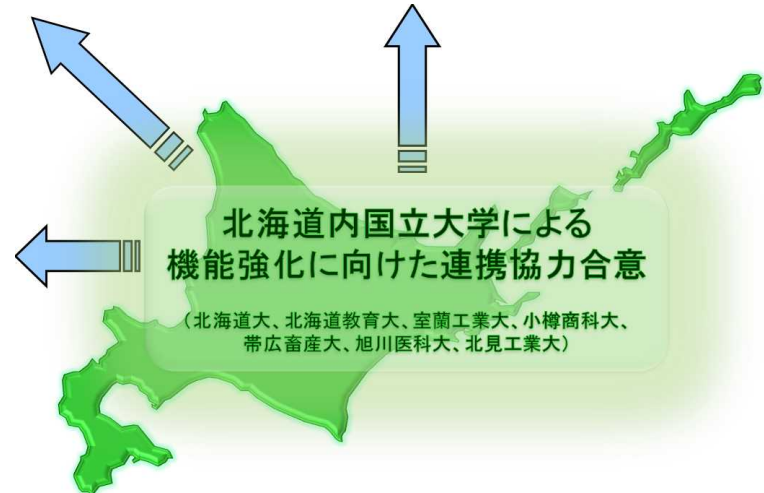 北海道内国立大学による
機能強化に向けた連携協力合意
（北海道大、北海道教育大、室蘭工業大、小樽商科大、
帯広畜産大、旭川医科大、北見工業大）